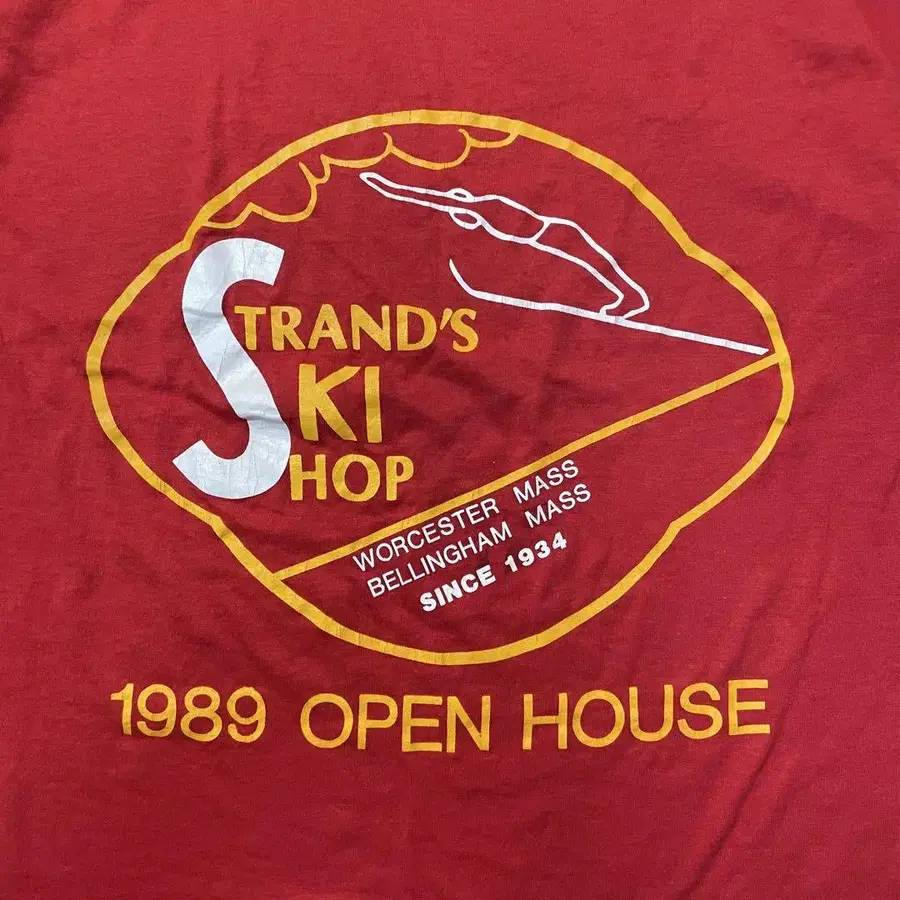 STRAND'S
SKI
SHOP
WORCESTER MASS
BELLINGHAM MASS
SINCE 1934
1989 OPEN HOUSE